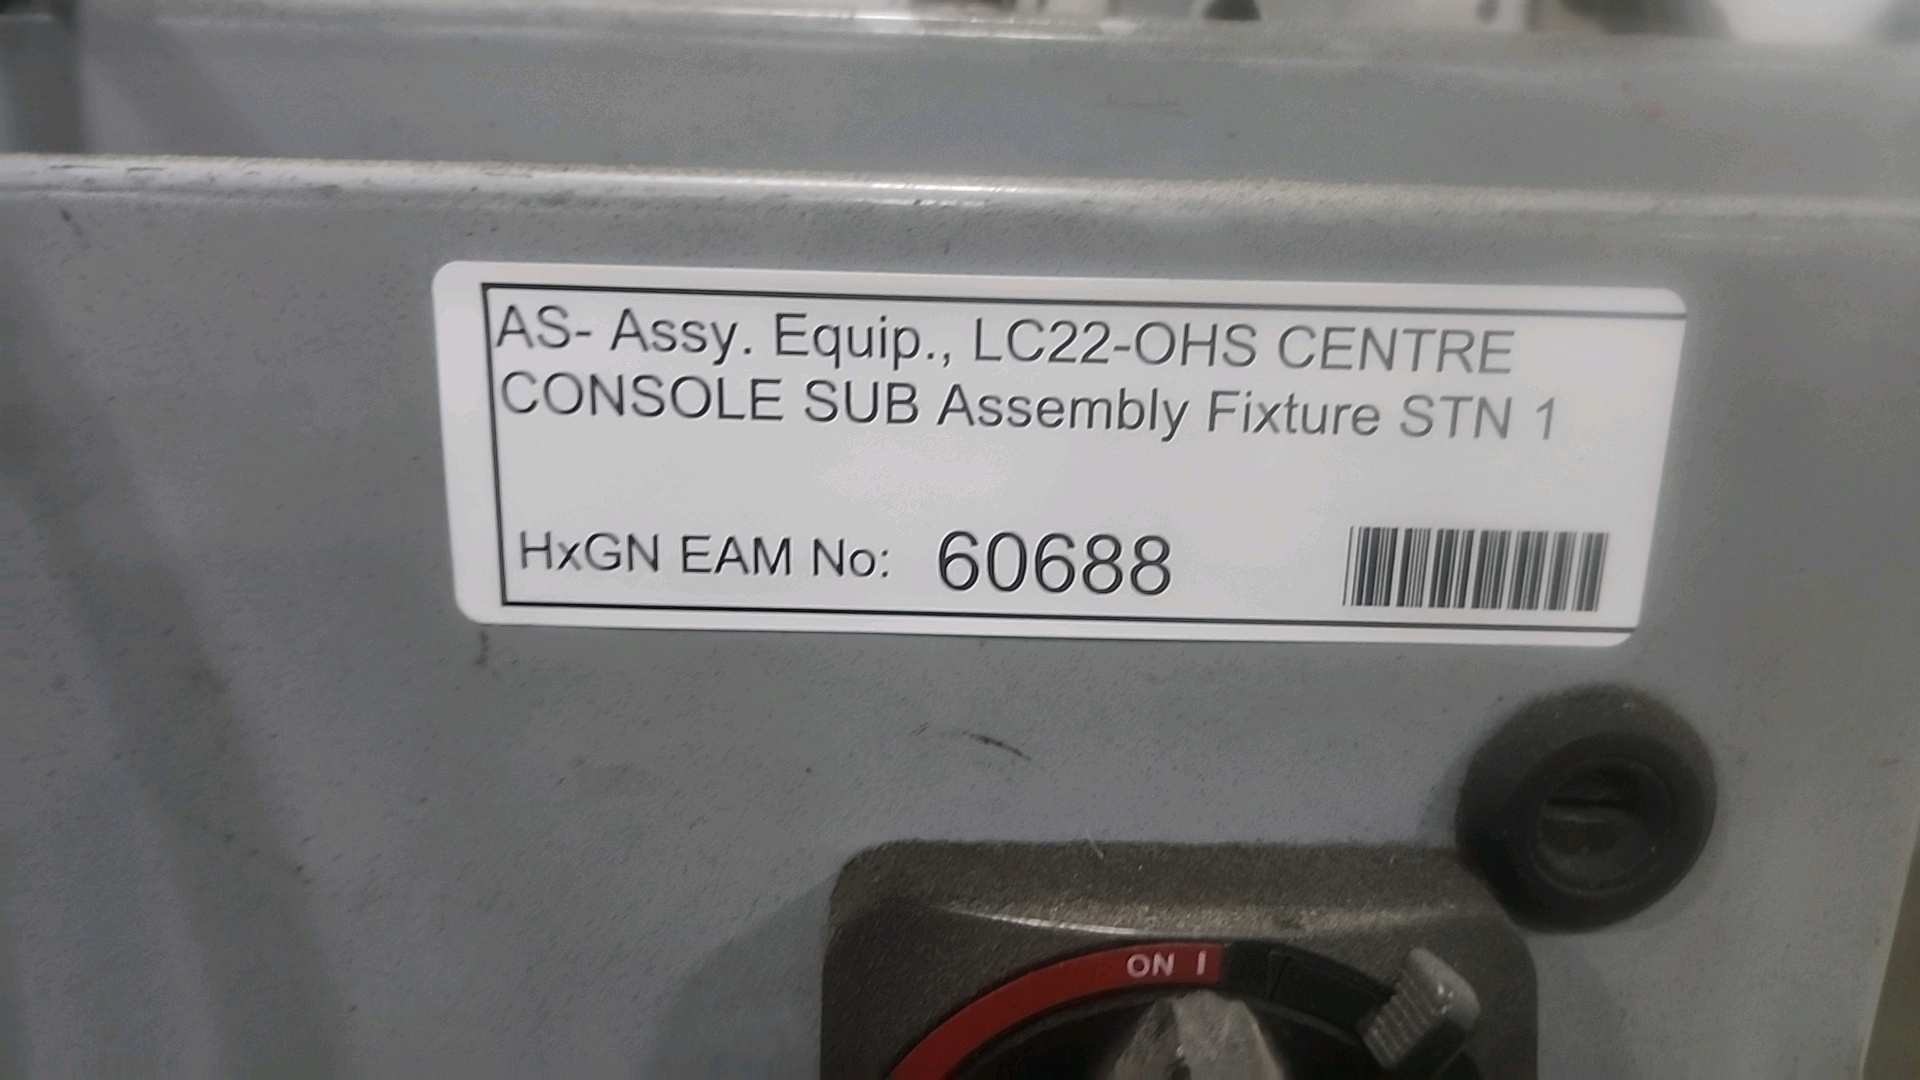 AS- Assy. Equip., LC22-OHS CENTRE
CONSOLE SUB Assembly Fixture STN 1
HxGN EAM No: 60688
ON I